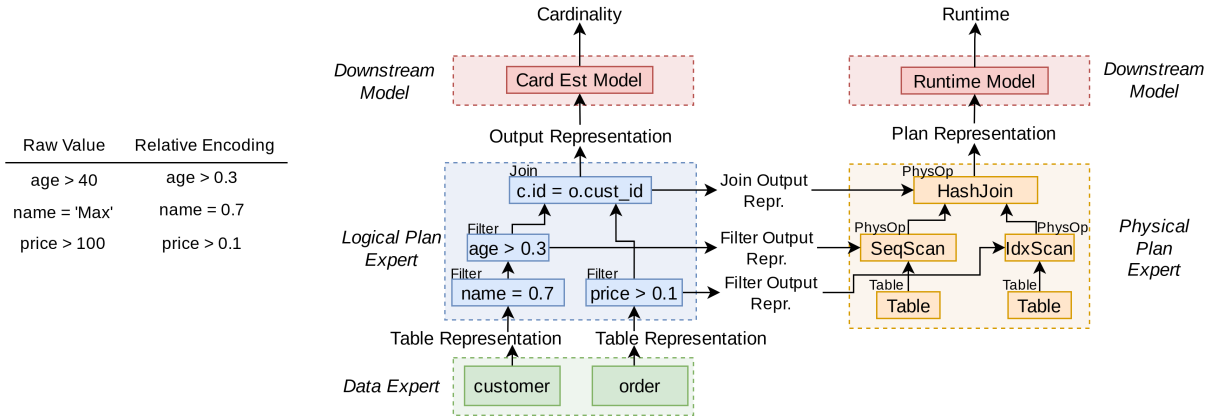 Raw Value
Relative Encoding
age > 40
age > 0.3
name = 'Max'
name = 0.7
price > 100
price > 0.1
Cardinality
Downstream
Model
Card Est Model
Output Representation
Join
c.id = o.cust_id
Logical Plan
Expert
Filter
age > 0.3
Filter
name = 0.7
Filter
price > 0.1
Table Representation
Table Representation
Data Expert
customer
order
Join Output
Repr.
Filter Output
Repr.
Filter Output
Repr.
Runtime
Runtime Model
Downstream
Model
Plan Representation
PhysOp
HashJoin
PhysOp
SeqScan
PhysOp
IdxScan
Table
Table
Table
Table
Physical
Plan
Expert